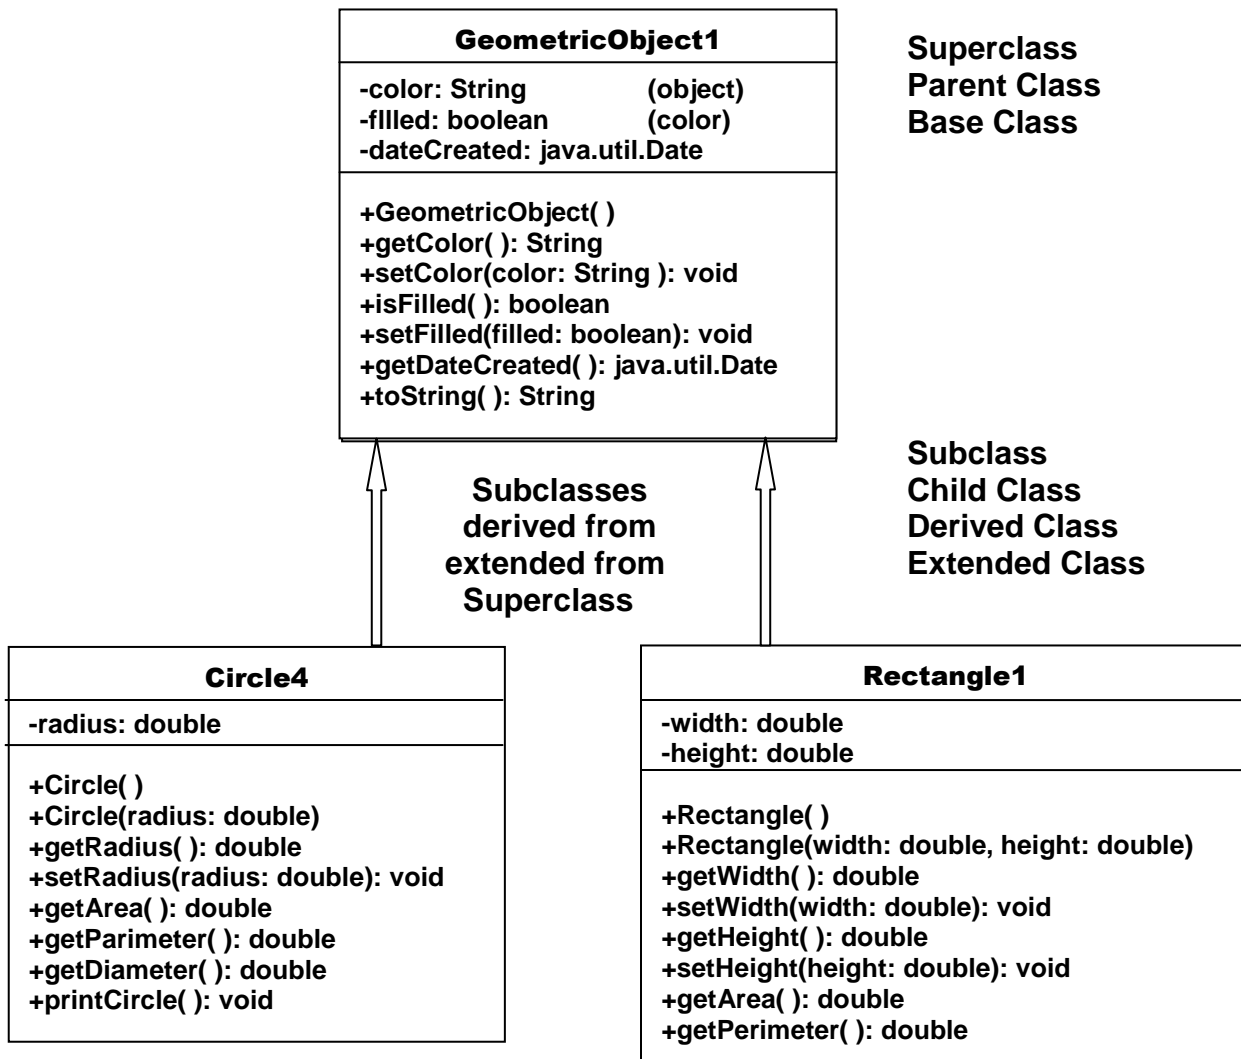 GeometricObject1
-color: String (object)
-fIlled: boolean (color)
-dateCreated: java.util.Date
+GeometricObject( )
+getColor( ): String
+setColor(color: String ): void
+isFilled( ): boolean
+setFilled(filled: boolean): void
+getDateCreated( ): java.util.Date
+toString( ): String
Superclass
Parent Class
Base Class
Subclasses
derived from
extended from
Superclass
Subclass
Child Class
Derived Class
Extended Class
Circle4
-radius: double
+Circle( )
+Circle(radius: double)
+getRadius( ): double
+setRadius(radius: double): void
+getArea( ): double
+getParimeter( ): double
+getDiameter( ): double
+printCircle( ): void
Rectangle1
-width: double
-height: double
+Rectangle( )
+Rectangle(width: double, height: double)
+getWidth( ): double
+setWidth(width: double): void
+getHeight( ): double
+setHeight(height: double): void
+getArea( ): double
+getPerimeter( ): double